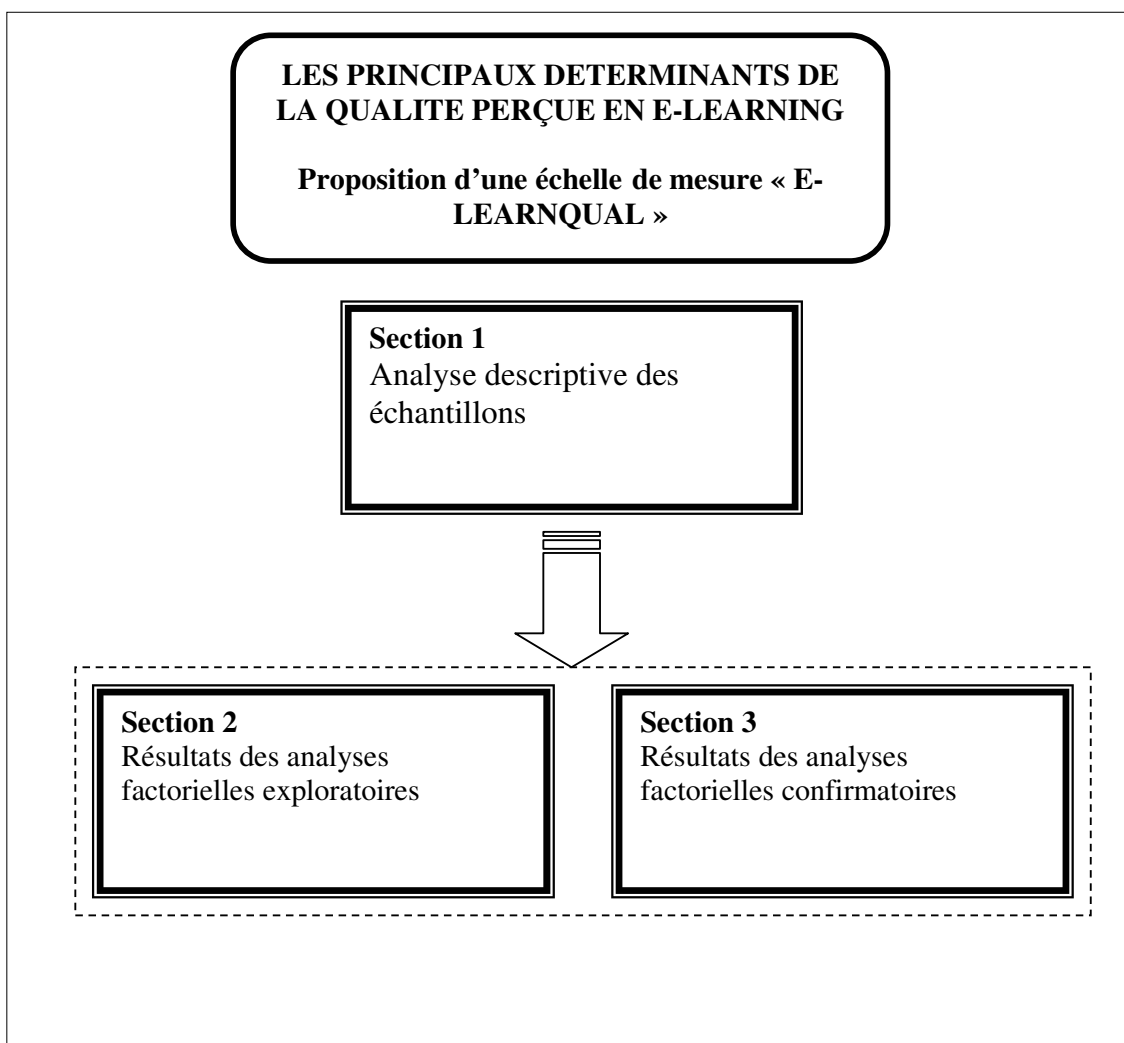 LES PRINCIPAUX DETERMINANTS DE
LA QUALITE PERÇUE EN E-LEARNING
Proposition d’une échelle de mesure « E-
LEARNQUAL »
Section 1
Analyse descriptive des
échantillons
Section 2
Résultats des analyses
factorielles exploratoires
Section 3
Résultats des analyses
factorielles confirmatoires